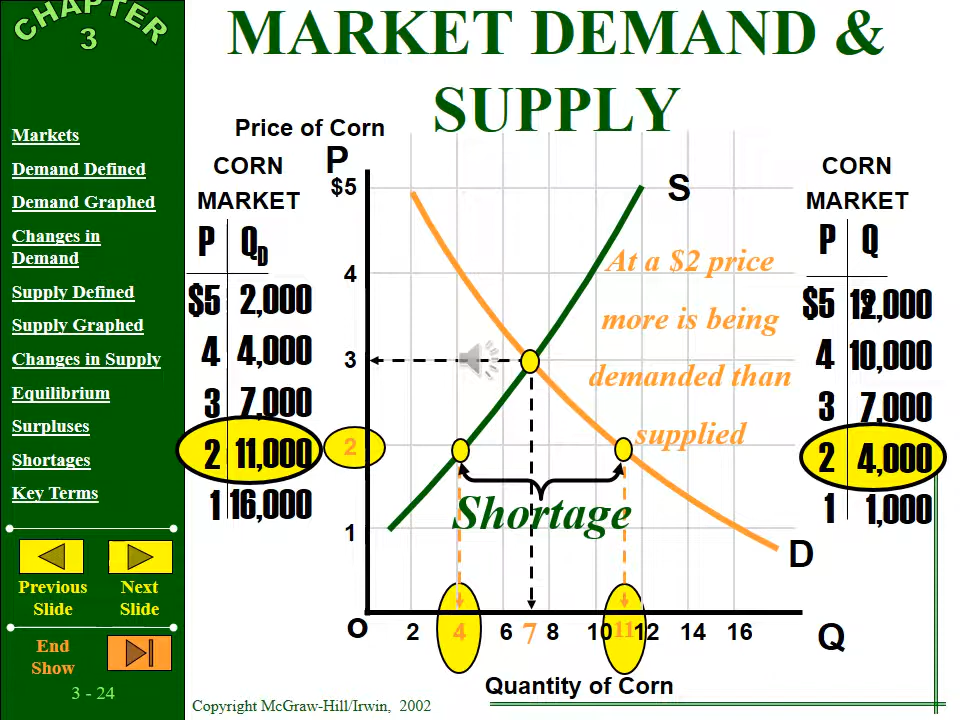 CHAPTER
3
MARKET DEMAND &
SUPPLY
Markets
Demand Defined
Demand Graphed
Changes in
Demand
Supply Defined
Supply Graphed
Changes in Supply
Equilibrium
Surpluses
Shortages
Key Terms
Previous
Slide
Next
Slide
End
Show
3 - 24
CORN
MARKET
P QD
$5 2,000
4 4,000
3 7,000
2 11,000
1 16,000
Price of Corn
P
$5
4
3
2
1
S
At a $2 price
more is being
demanded than
supplied
Shortage
D
o 2 4 6 7 8 10 11 12 14 16 Q
Quantity of Corn
CORN
MARKET
P Q
$5 12,000
4 10,000
3 7,000
2 4,000
1 1,000
Copyright McGraw-Hill/Irwin, 2002